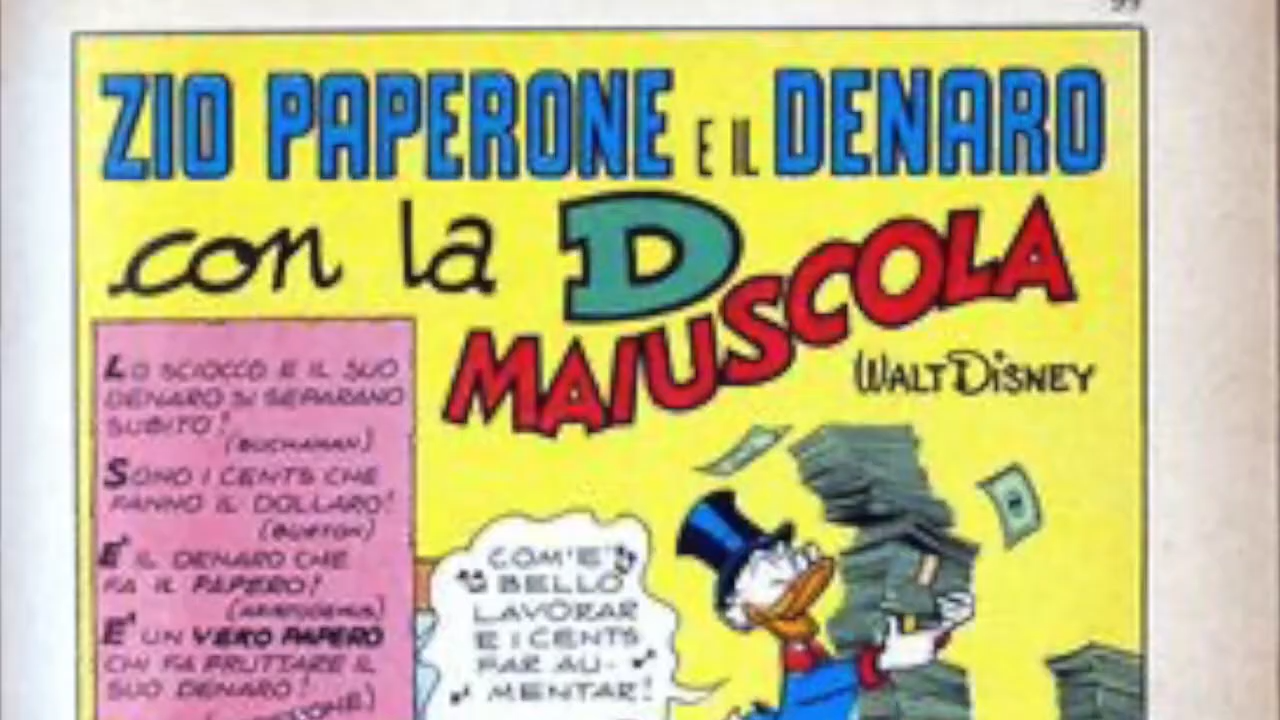 ZIO PAPERONE E IL DENARO
con la D
MAIUSCOLA
WALT DISNEY
LO SCIOCCO E IL SUO
DENARO SI SEPARANO
SUBITO!
(BUCHANAN)
SONO I CENTS CHE
FANNO IL DOLLARO!
(BURTON)
E' IL DENARO CHE
FA IL PAPERO!
E' UN VERO PAPERO
CHI FA FRUTTARE IL
SUO DENARO!
COM'E'
BELLO
LAVORAR
E I CENTS
FAR AU-
MENTAR!